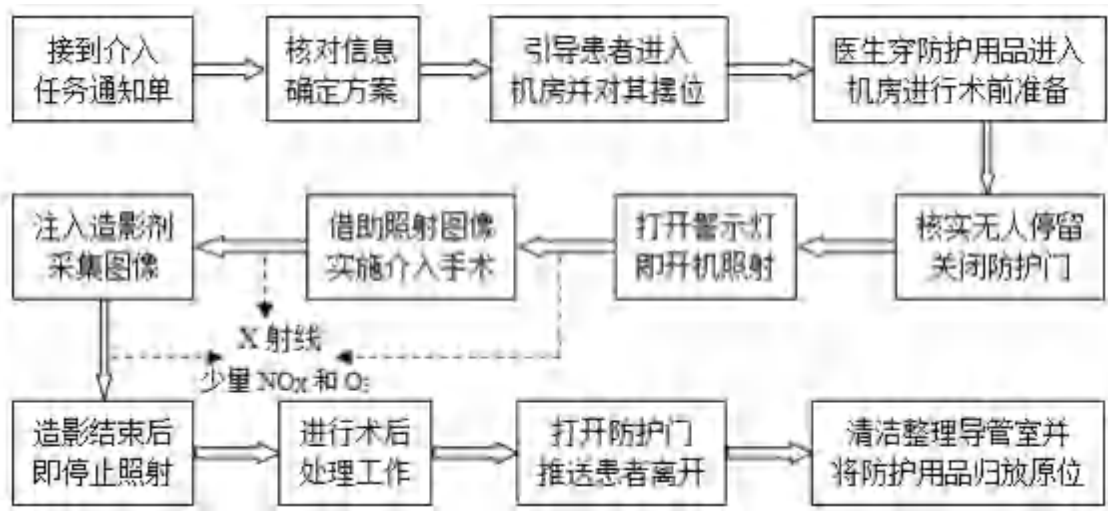 接到介入
任务通知单
核对信息
确定方案
引导患者进入
机房并对其摆位
医生穿防护用品进入
机房进行术前准备
核实无人停留
关闭防护门
打开警示灯
即开机照射
借助照射图像
实施介入手术
注入造影剂
采集图像
X 射线
少量 NOx 和 O₃
造影结束后
即停止照射
进行术后
处理工作
打开防护门
推送患者离开
清洁整理导管室并
将防护用品归放原位